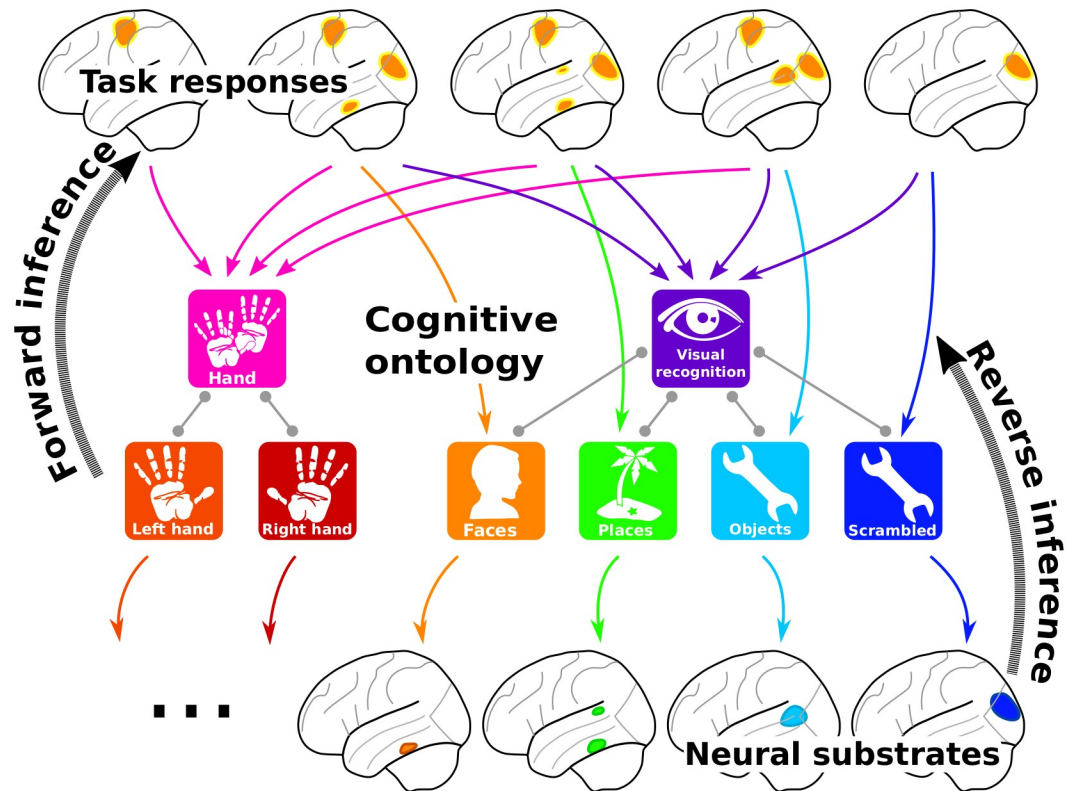 Task responses
Forward inference
Cognitive
ontology
Hand
Visual
recognition
Reverse inference
Left hand
Right hand
Faces
Places
Objects
Scrambled
...
Neural substrates